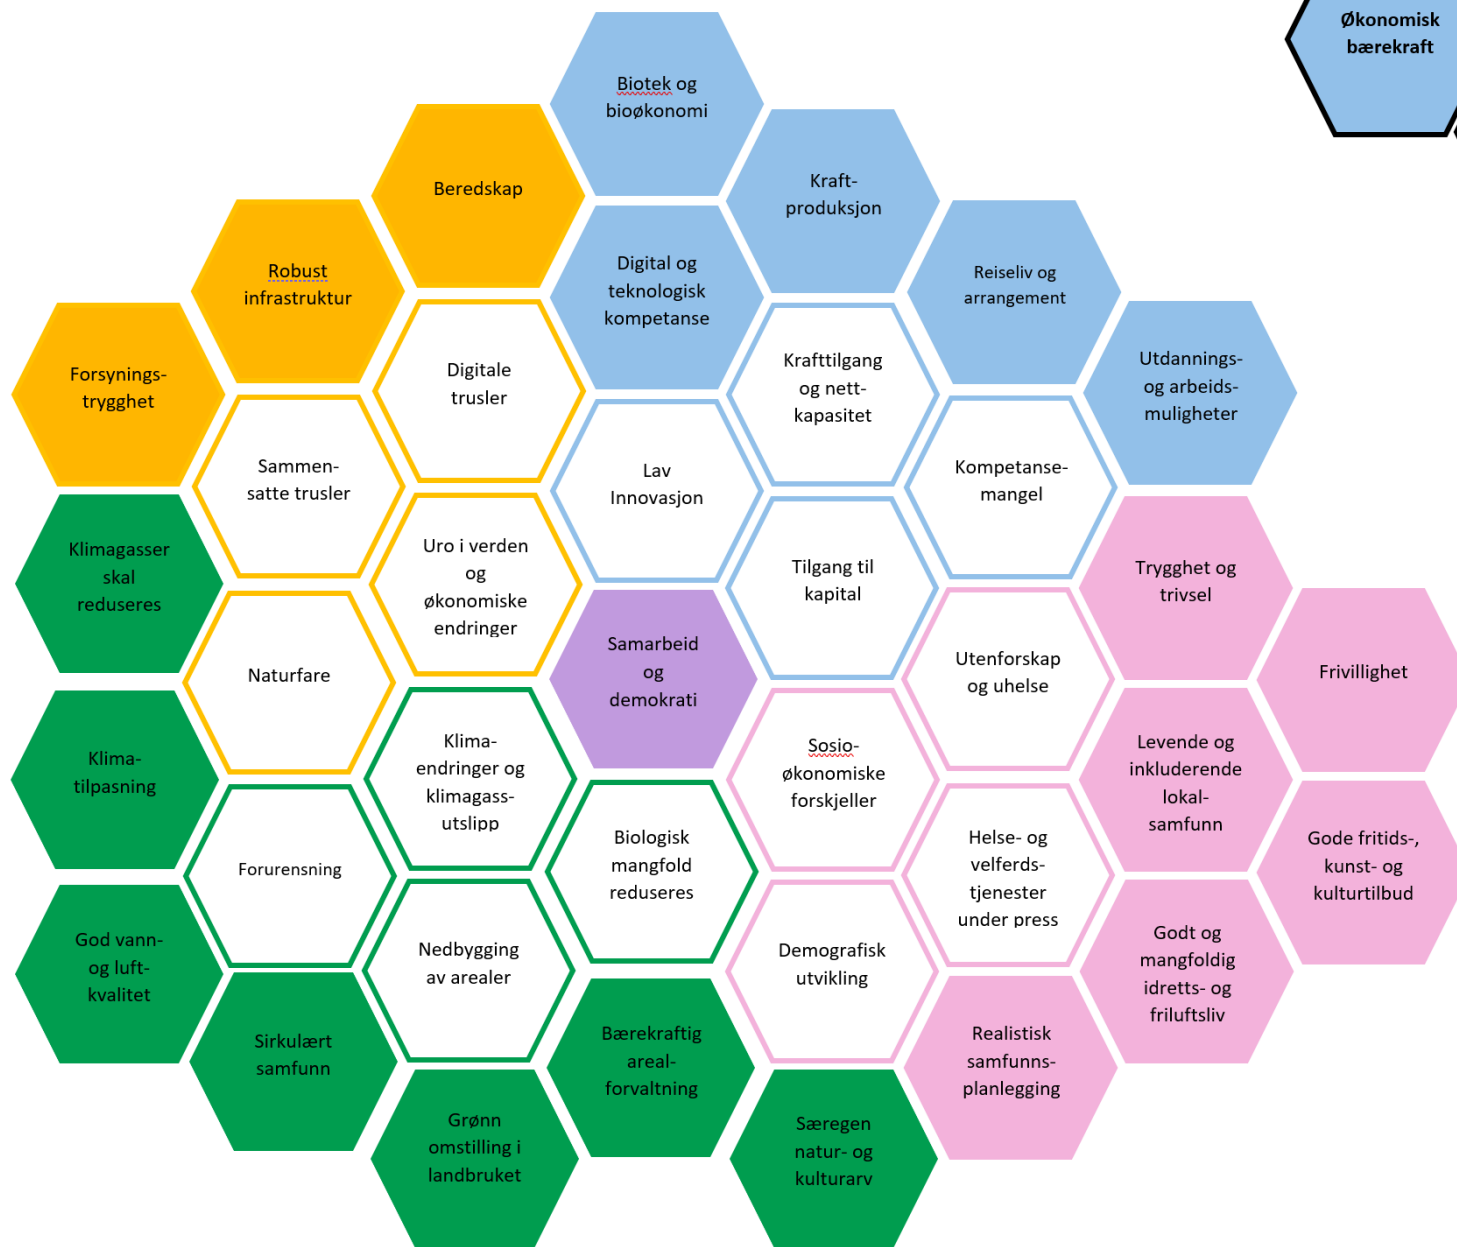 Økonomisk
bærekraft
Biotek og
bioøkonomi
Beredskap
Kraft-
produksjon
Robust
infrastruktur
Digital og
teknologisk
kompetanse
Reiseliv og
arrangement
Forsynings-
trygghet
Digitale
trusler
Krafttilgang
og nett-
kapasitet
Utdannings-
og arbeids-
muligheter
Sammen-
satte trusler
Lav
Innovasjon
Kompetanse-
mangel
Klimagasser
skal
reduseres
Uro i verden
og
økonomiske
endringer
Tilgang til
kapital
Trygghet og
trivsel
Naturfare
Samarbeid
og
demokrati
Utenforskap
og uhelse
Frivillighet
Klima-
tilpasning
Klima-
endringer og
klimagass-
utslipp
Sosio-
økonomiske
forskjeller
Levende og
inkluderende
lokal-
samfunn
Forurensning
Biologisk
mangfold
reduseres
Helse- og
velferds-
tjenester
under press
Gode fritids-,
kunst- og
kulturtilbud
God vann-
og luft-
kvalitet
Nedbygging
av arealer
Demografisk
utvikling
Godt og
mangfoldig
idretts- og
friluftsliv
Sirkulært
samfunn
Bærekraftig
areal-
forvaltning
Realistisk
samfunns-
planlegging
Grønn
omstilling i
landbruket
Særegen
natur- og
kulturarv